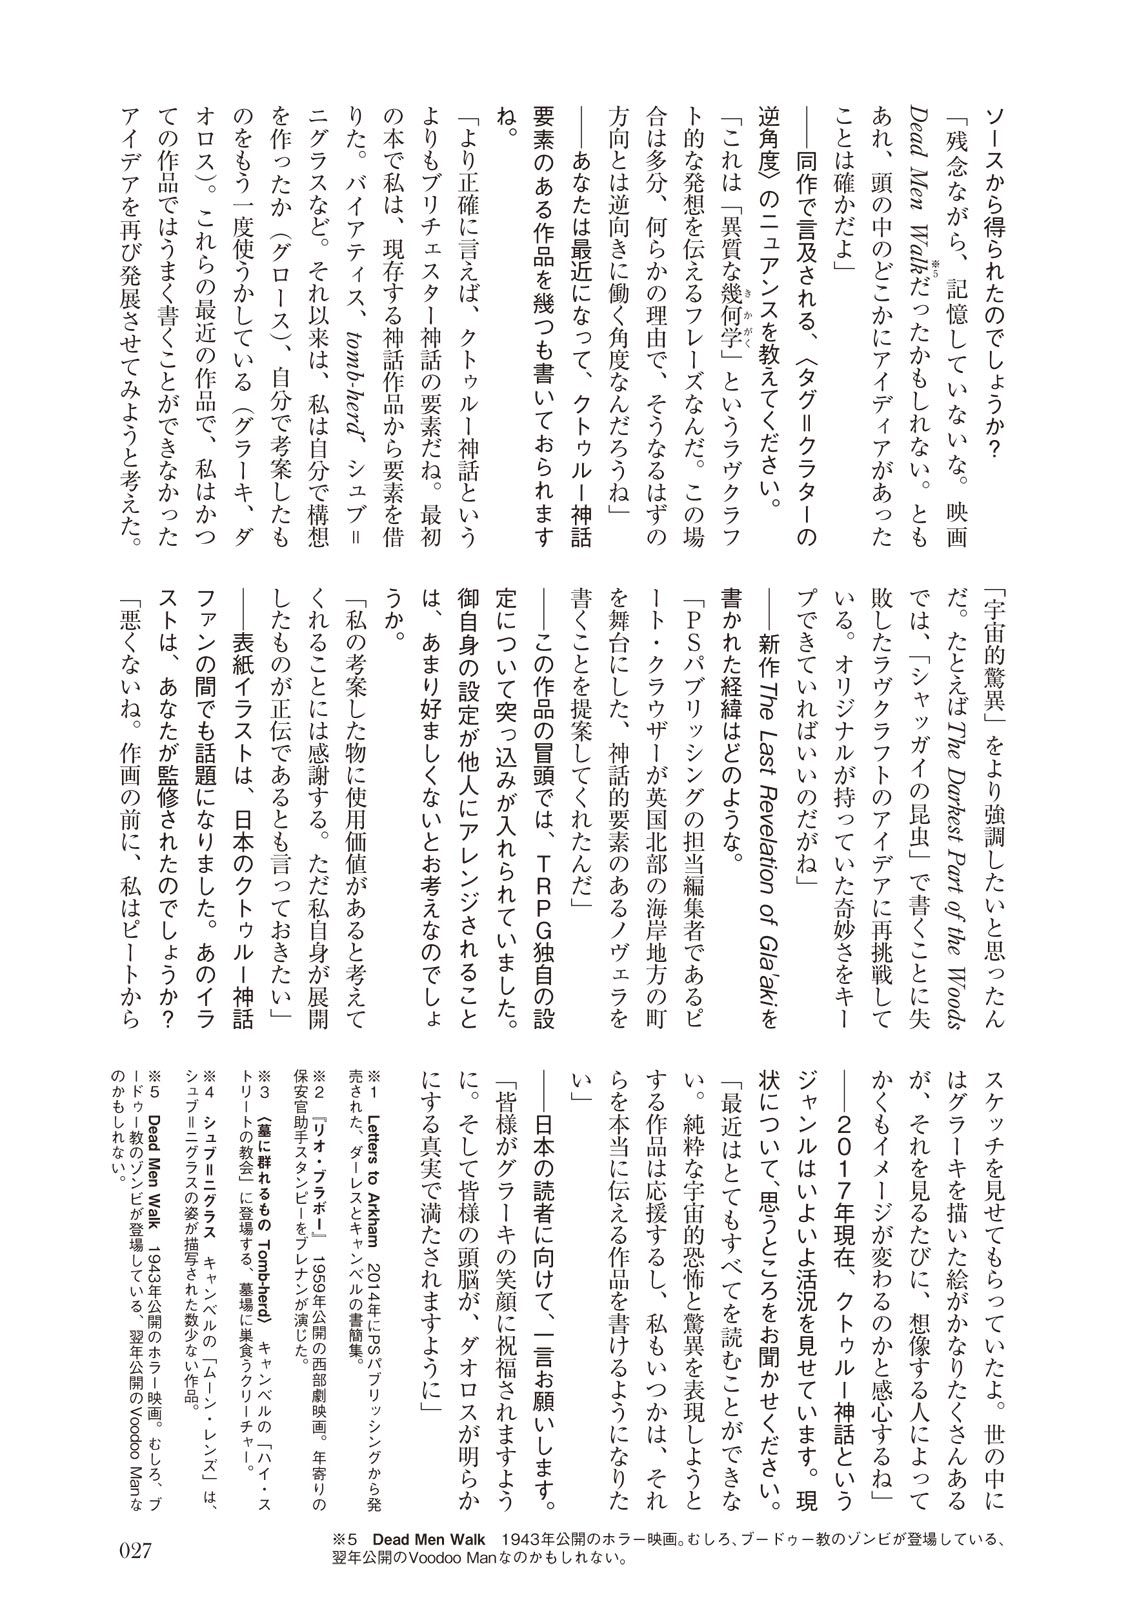 ソースから得られたのでしょうか?
「残念ながら、記憶していないな。映画
Dead Men Walk※5だったかもしれない。とも
あれ、頭の中のどこかにアイディアがあった
ことは確かだよ」
――同作で言及される、〈タグ＝クラターの
逆角度〉のニュアンスを教えてください。
「これは「異質な幾何学」というラヴクラフ
ト的な発想を伝えるフレーズなんだ。この場
合は多分、何らかの理由で、そうなるはずの
方向とは逆向きに働く角度なんだろうね」
――あなたは最近になって、クトゥルー神話
要素のある作品を幾つも書いておられます
ね。
「より正確に言えば、クトゥルー神話という
よりもブリチェスター神話の要素だね。最初
の本で私は、現存する神話作品から要素を借
りた。バイアティス、tomb-herd、シュブ＝
ニグラスなど。それ以来は、私は自分で構想
を作ったか（グロース）、自分で考案したも
のをもう一度使うかしている（グラーキ、ダ
オロス）。これらの最近の作品で、私はかつ
ての作品ではうまく書くことができなかった
アイデアを再び発展させてみようと考えた。
「宇宙的驚異」をより強調したいと思ったん
だ。たとえばThe Darkest Part of the Woods
では、「シャッガイの昆虫」で書くことに失
敗したラヴクラフトのアイデアに再挑戦して
いる。オリジナルが持っていた奇妙さをキー
プできていればいいのだがね」
――新作The Last Revelation of Gla'akiを
書かれた経緯はどのような。
「PSパブリッシングの担当編集者であるピ
ート・クラウザーが英国北部の海岸地方の町
を舞台にした、神話的要素のあるノヴェラを
書くことを提案してくれたんだ」
――この作品の冒頭では、TRPG独自の設
定について突っ込みが入れられていました。
御自身の設定が他人にアレンジされること
は、あまり好ましくないとお考えなのでしょ
うか。
「私の考案した物に使用価値があると考えて
くれることには感謝する。ただ私自身が展開
したものが正伝であるとも言っておきたい」
――表紙イラストは、日本のクトゥルー神話
ファンの間でも話題になりました。あのイラ
ストは、あなたが監修されたのでしょうか?
「悪くないね。作画の前に、私はピートから
スケッチを見せてもらっていたよ。世の中に
はグラーキを描いた絵がかなりたくさんある
が、それを見るたびに、想像する人によって
かくもイメージが変わるのかと感心するね」
――2017年現在、クトゥルー神話という
ジャンルはいよいよ活況を見せています。現
状について、思うところをお聞かせください。
「最近はとてもすべてを読むことができな
い。純粋な宇宙的恐怖と驚異を表現しようと
する作品は応援するし、私もいつかは、それ
らを本当に伝える作品を書けるようになりた
い」
――日本の読者に向けて、一言お願いします。
「皆様がグラーキの笑顔に祝福されますよう
に。そして皆様の頭脳が、ダオロスが明らか
にする真実で満たされますように」
※1 Letters to Arkham 2014年にPSパブリッシングから発
売された、ダーレスとキャンベルの書簡集。
※2 『リオ・ブラボー』 1959年公開の西部劇映画。年寄りの
保安官助手スタンピーをブレナンが演じた。
※3 〈墓に群れるもの Tomb-herd〉 キャンベルの「ハイ・ス
トリートの教会」に登場する、墓場に巣食うクリーチャー。
※4 シュブ＝ニグラス キャンベルの「ムーン・レンズ」は、
シュブ＝ニグラスの姿が描写された数少ない作品。
※5 Dead Men Walk 1943年公開のホラー映画。むしろ、ブ
ードゥー教のゾンビが登場している、翌年公開のVoodoo Manな
のかもしれない。
※5 Dead Men Walk 1943年公開のホラー映画。むしろ、ブードゥー教のゾンビが登場している、
翌年公開のVoodoo Manなのかもしれない。
027